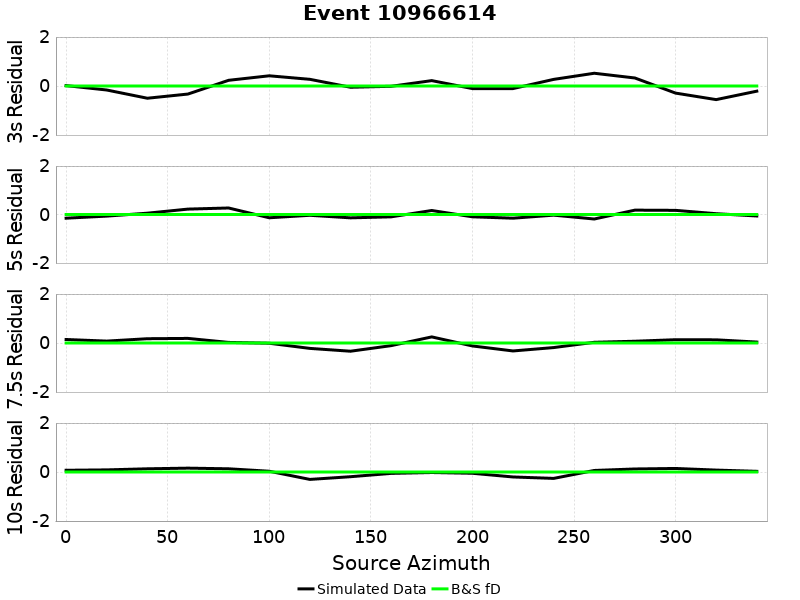 Event 10966614
3s Residual
2
0
-2
5s Residual
2
0
-2
7.5s Residual
2
0
-2
10s Residual
2
0
-2
0 50 100 150 200 250 300
Source Azimuth
Simulated Data B&S fD